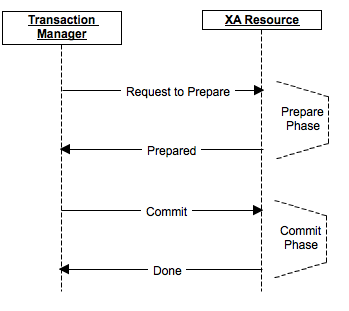 Transaction
Manager
XA Resource
Request to Prepare
Prepare
Phase
Prepared
Commit
Commit
Phase
Done